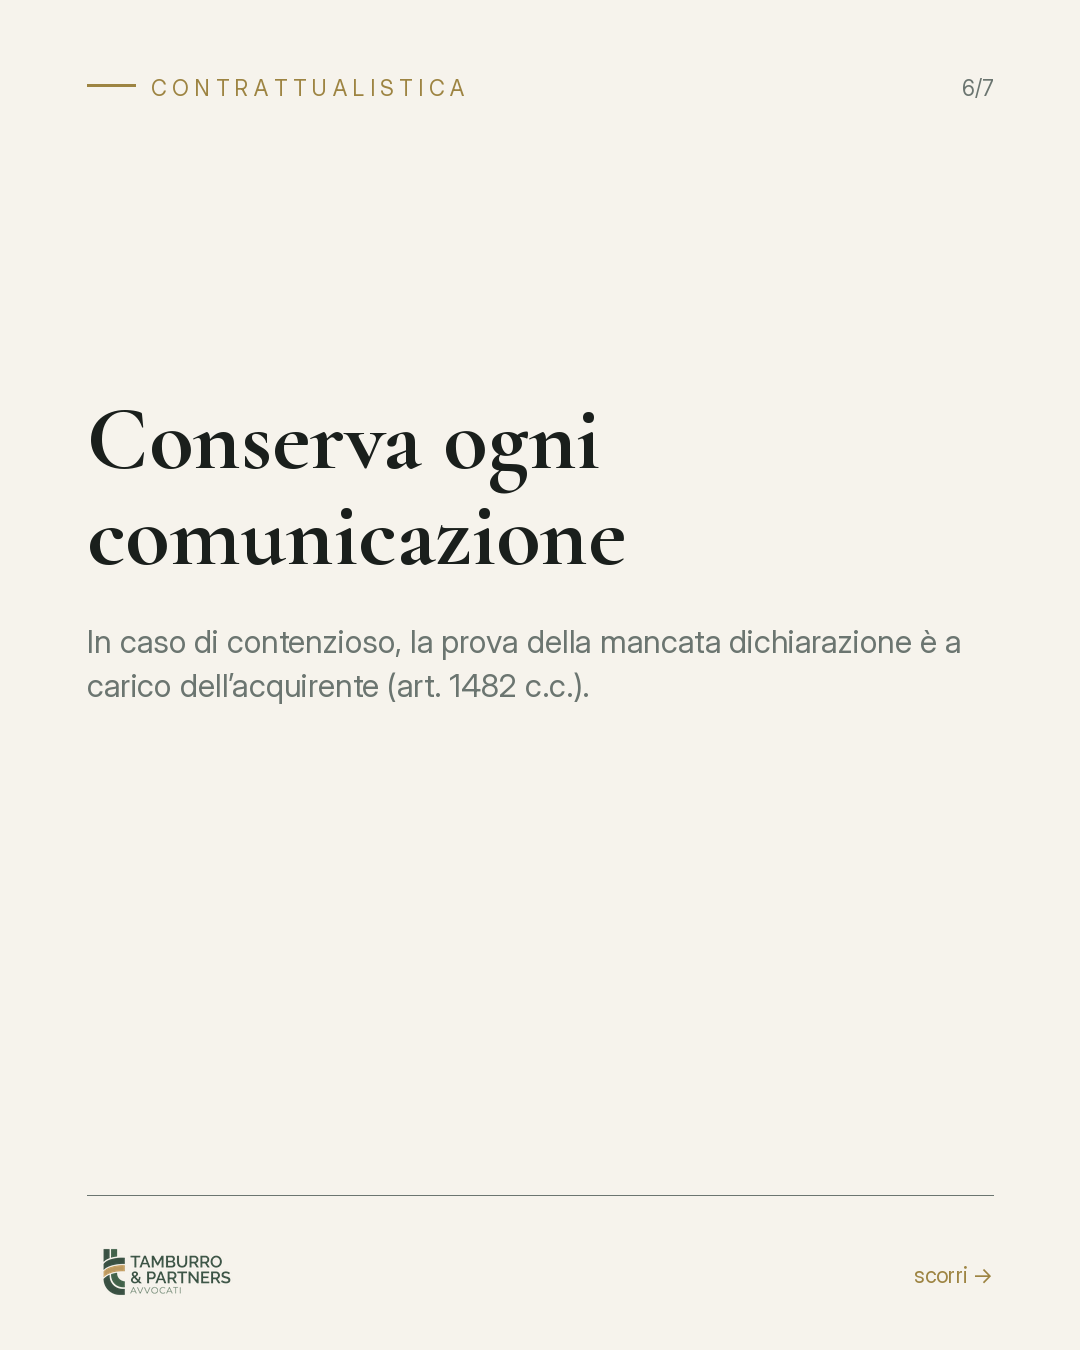 CONTRATTUALISTICA
6/7
Conserva ogni
comunicazione
In caso di contenzioso, la prova della mancata dichiarazione è a
carico dell’acquirente (art. 1482 c.c.).
TAMBURRO
& PARTNERS
AVVOCATI
scorri →